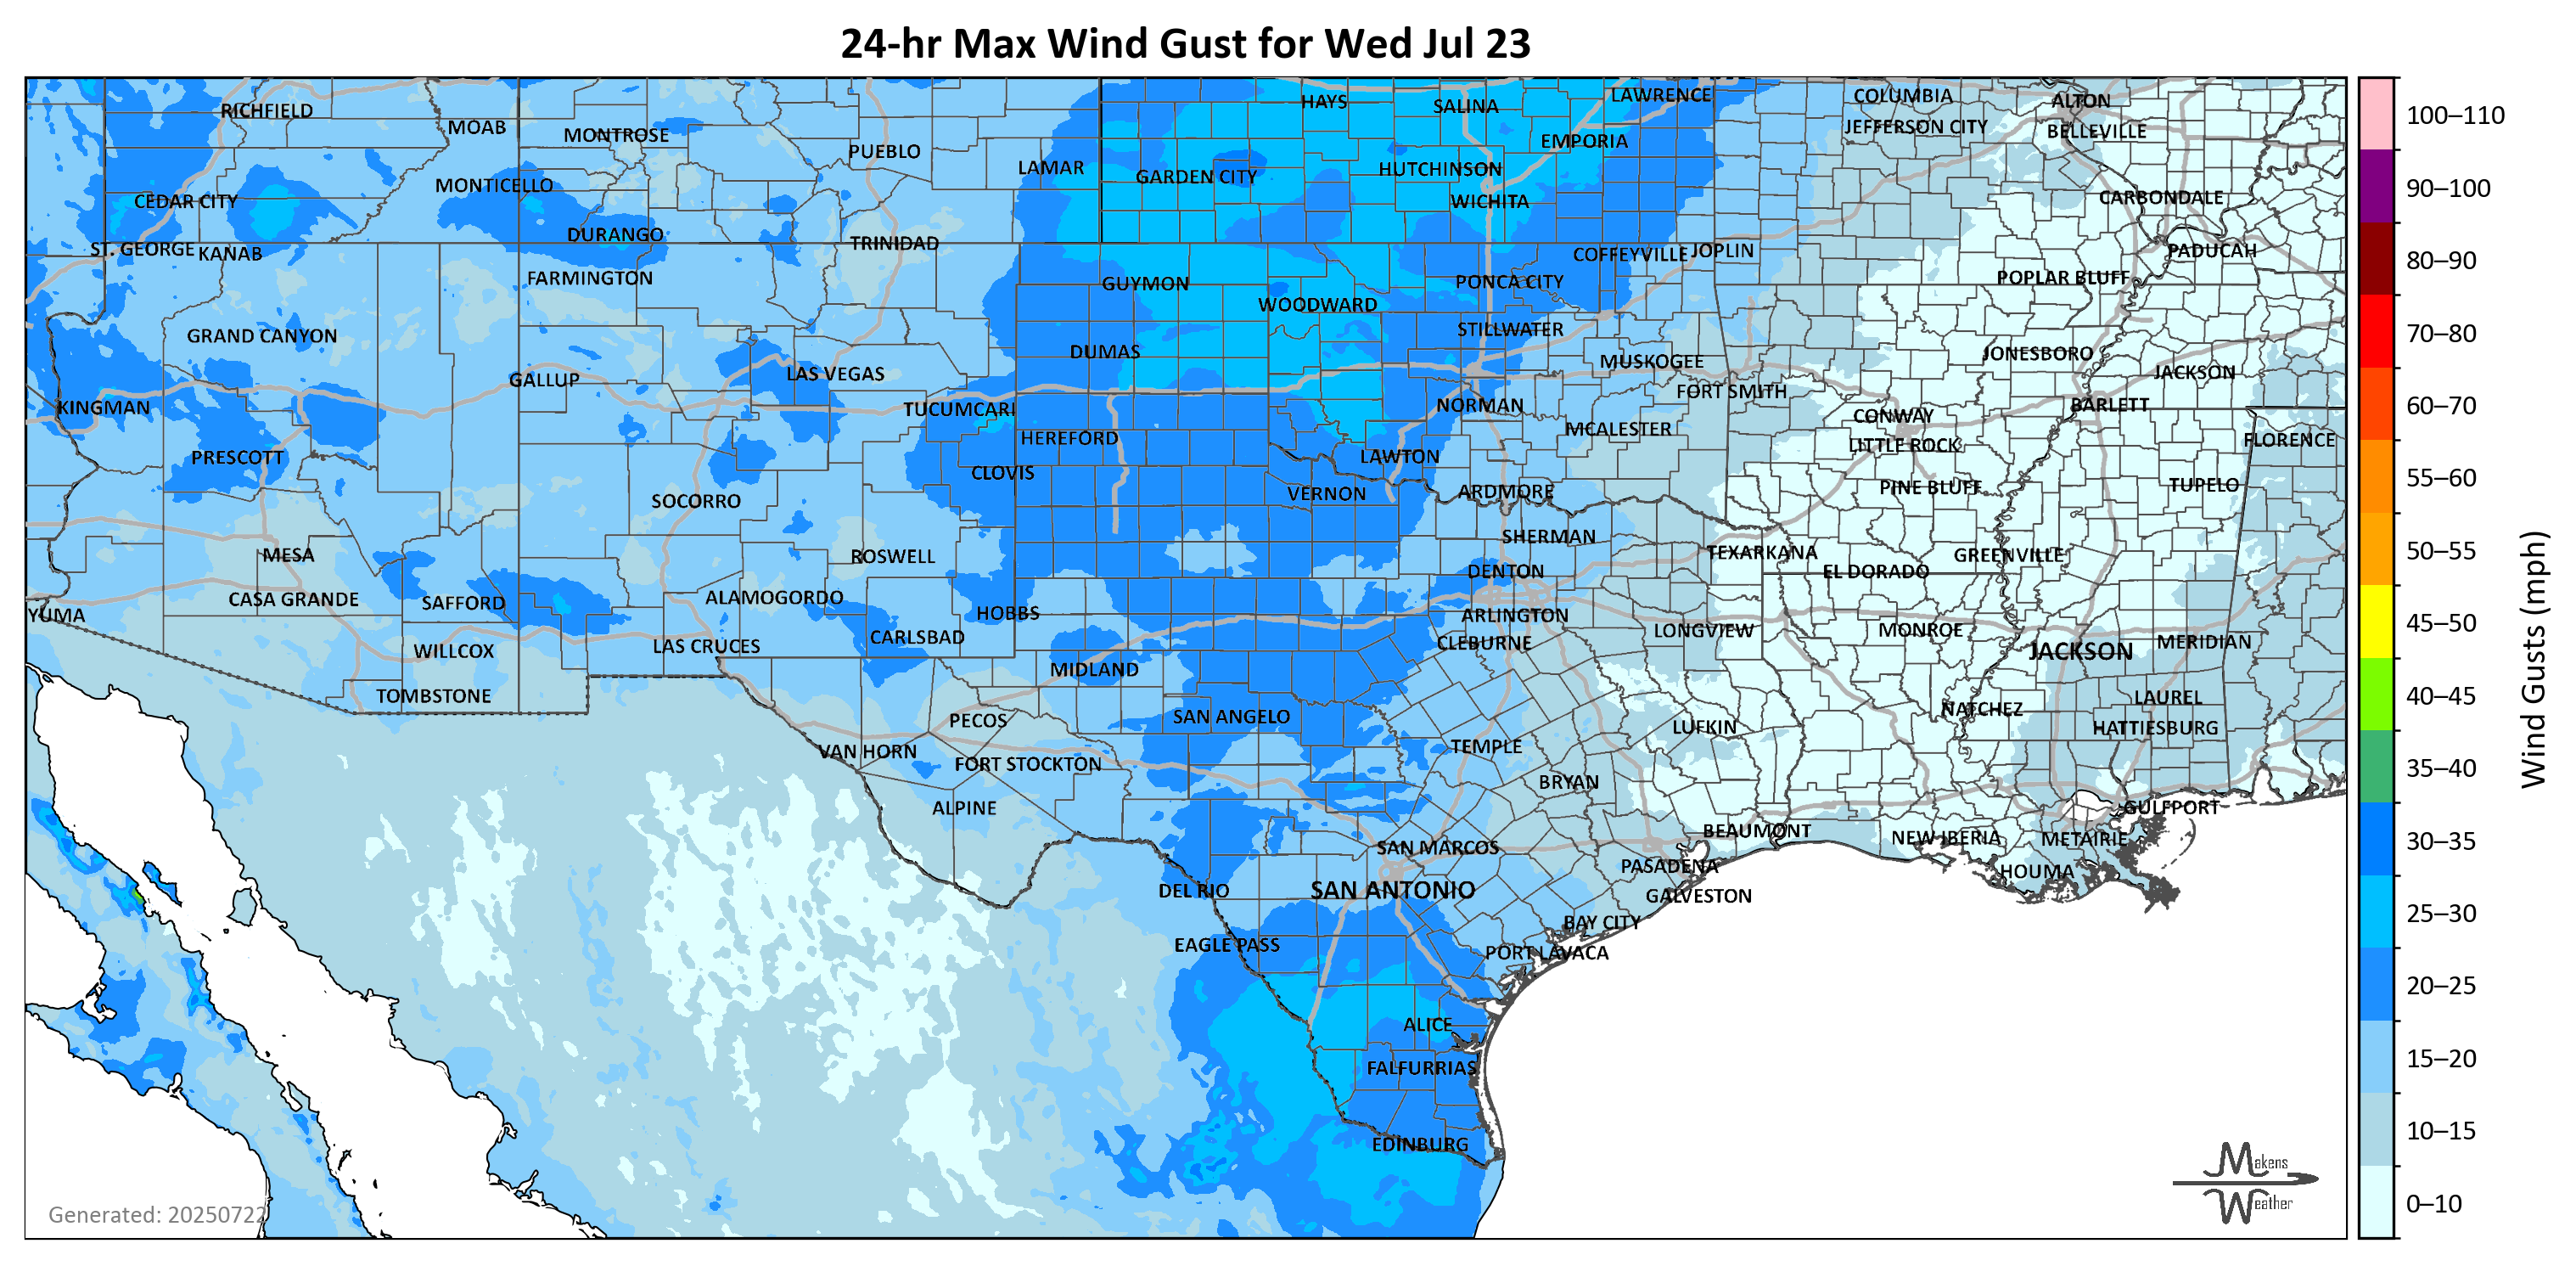 24-hr Max Wind Gust for Wed Jul 23
RICHFIELD
MOAB
MONTROSE
PUEBLO
LAMAR
HAYS
SALINA
LAWRENCE
EMPORIA
COLUMBIA
JEFFERSON CITY
ALTON
BELLEVILLE
CEDAR CITY
MONTICELLO
DURANGO
TRINIDAD
GARDEN CITY
HUTCHINSON
WICHITA
CARBONDALE
ST. GEORGE
KANAB
FARMINGTON
GUYMON
WOODWARD
PONCA CITY
COFFEYVILLE
JOPLIN
POPLAR BLUFF
PADUCAH
GRAND CANYON
GALLUP
LAS VEGAS
DUMAS
STILLWATER
MUSKOGEE
FORT SMITH
JONESBORO
JACKSON
KINGMAN
TUCUMCARI
HEREFORD
NORMAN
MCALESTER
CONWAY
BARLETT
LITTLE ROCK
FLORENCE
PRESCOTT
SOCORRO
CLOVIS
LAWTON
VERNON
ARDMORE
PINE BLUFF
TUPELO
MESA
ROSWELL
SHERMAN
TEXARKANA
GREENVILLE
DENTON
EL DORADO
YUMA
CASA GRANDE
SAFFORD
ALAMOGORDO
HOBBS
ARLINGTON
CLEBURNE
LONGVIEW
MONROE
JACKSON
MERIDIAN
WILLCOX
LAS CRUCES
CARLSBAD
MIDLAND
TOMBSTONE
PECOS
SAN ANGELO
LUFKIN
NATCHEZ
LAUREL
HATTIESBURG
VAN HORN
FORT STOCKTON
TEMPLE
BRYAN
ALPINE
SAN MARCOS
BEAUMONT
NEW IBERIA
METAIRIE
GULFPORT
DEL RIO
SAN ANTONIO
PASADENA
GALVESTON
HOUMA
EAGLE PASS
BAY CITY
PORT LAVACA
ALICE
FALFURRIAS
EDINBURG
Generated: 20250722
Makens
Weather
100–110
90–100
80–90
70–80
60–70
55–60
50–55
45–50
40–45
35–40
30–35
25–30
20–25
15–20
10–15
0–10
Wind Gusts (mph)